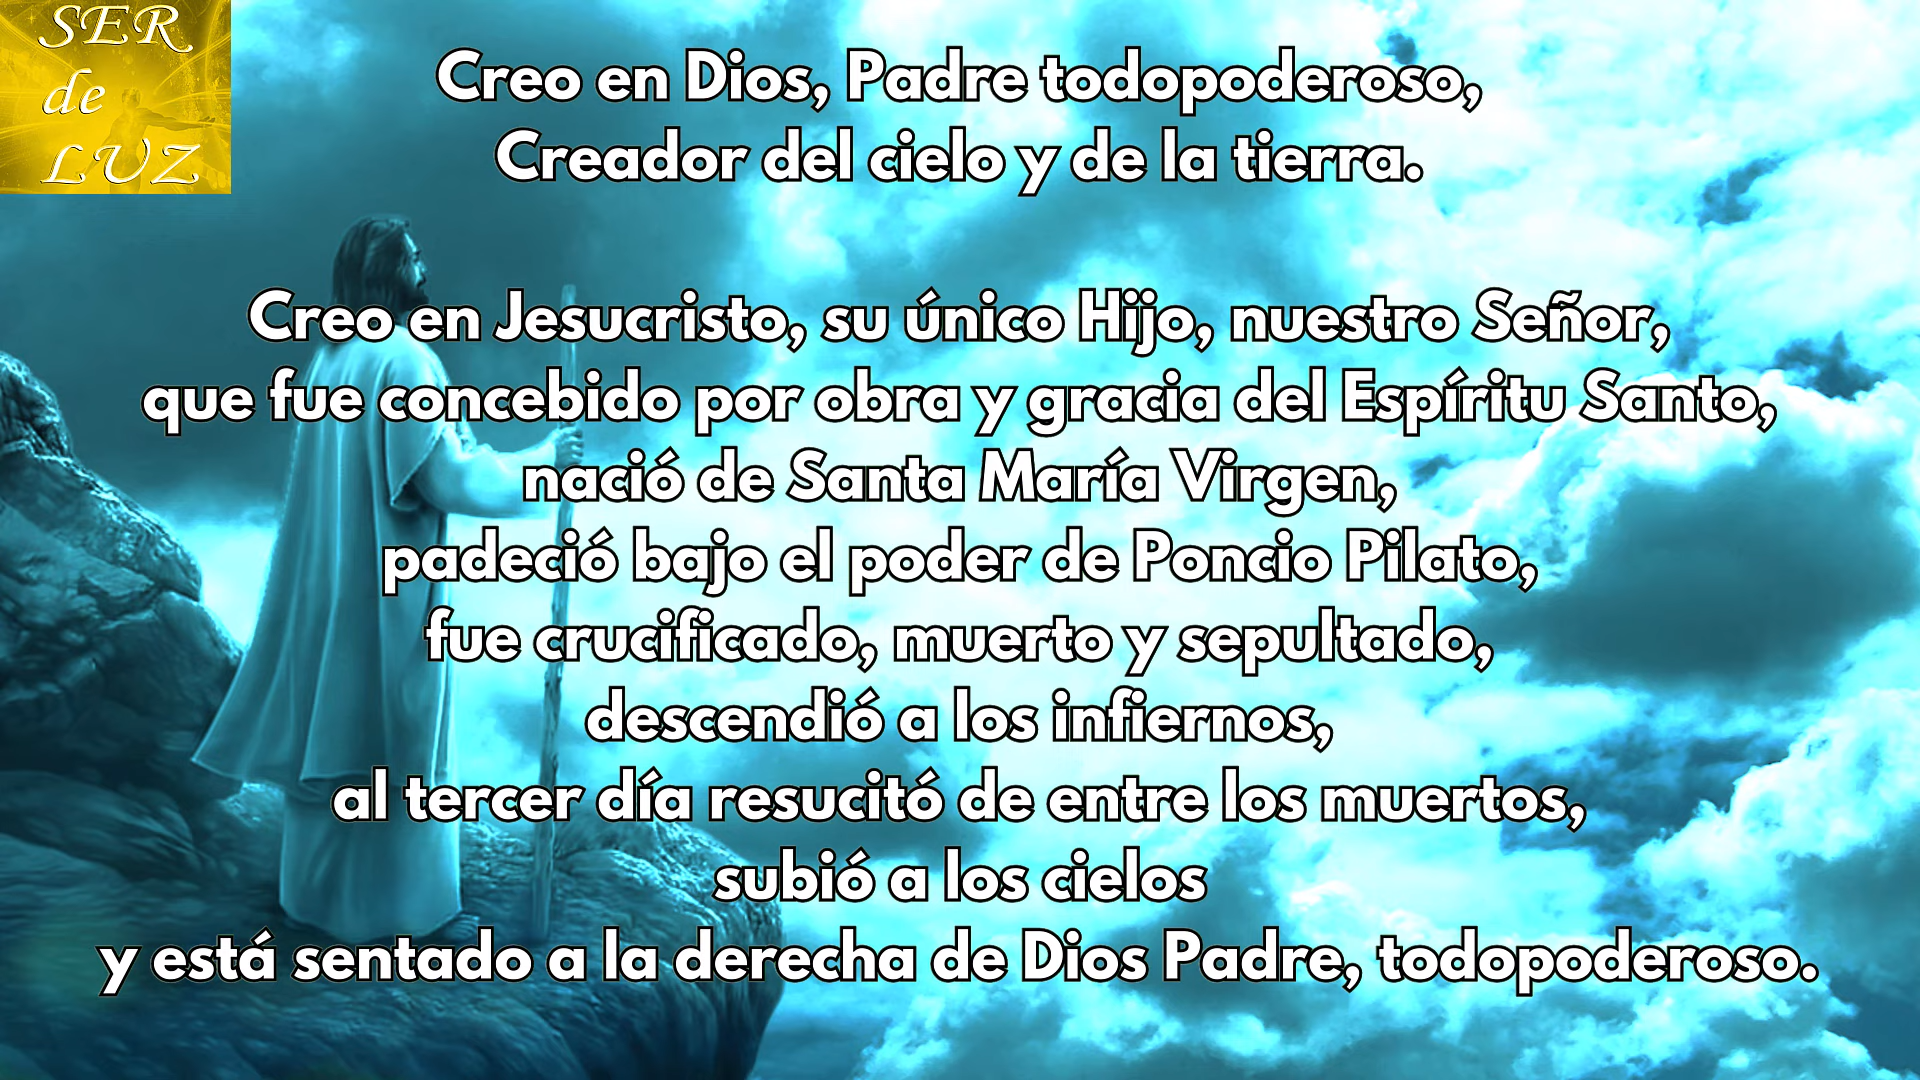 SER
de
LUZ
Creo en Dios, Padre todopoderoso,
Creador del cielo y de la tierra.
Creo en Jesucristo, su único Hijo, nuestro Señor,
que fue concebido por obra y gracia del Espíritu Santo,
nació de Santa María Virgen,
padeció bajo el poder de Poncio Pilato,
fue crucificado, muerto y sepultado,
descendió a los infiernos,
al tercer día resucitó de entre los muertos,
subió a los cielos
y está sentado a la derecha de Dios Padre, todopoderoso.